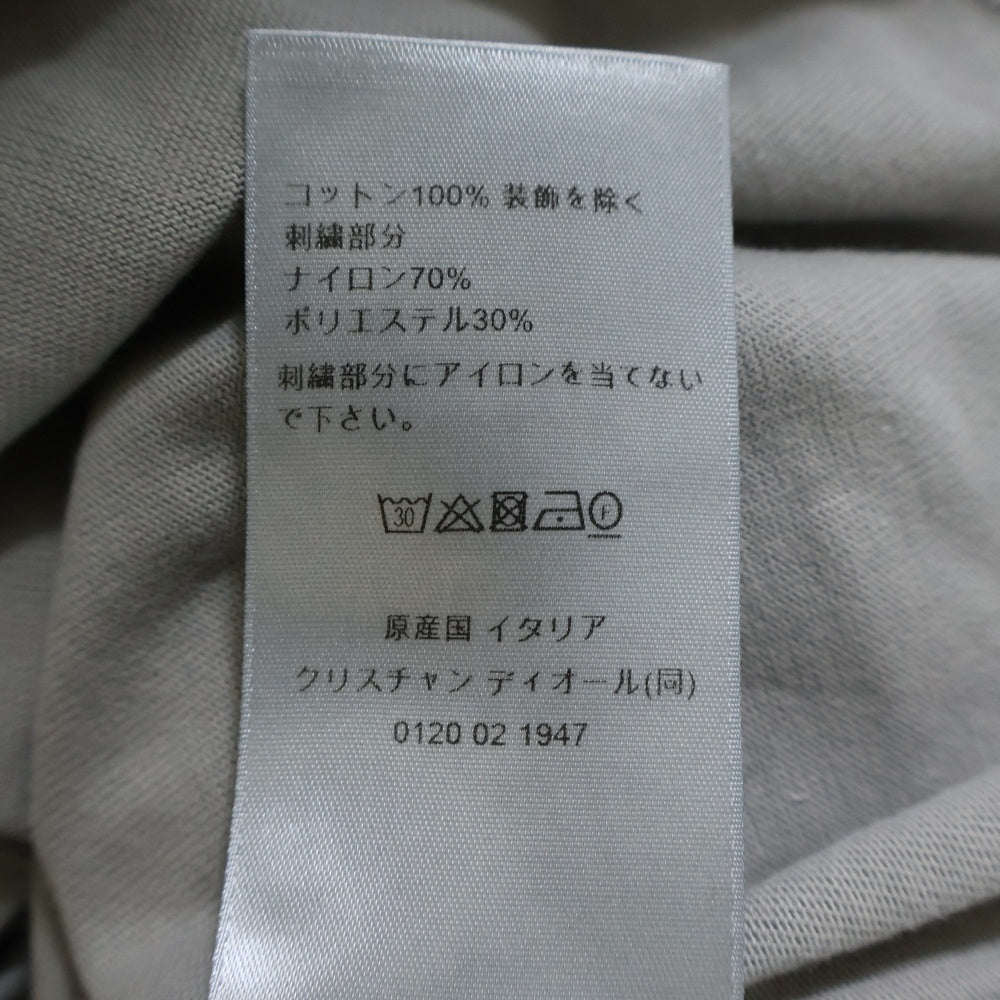 コットン100% 装飾を除く
刺繍部分
ナイロン70%
ポリエステル30%
刺繍部分にアイロンを当てない
で下さい。
30 F
原産国 イタリア
クリスチャン ディオール(同)
0120 02 1947